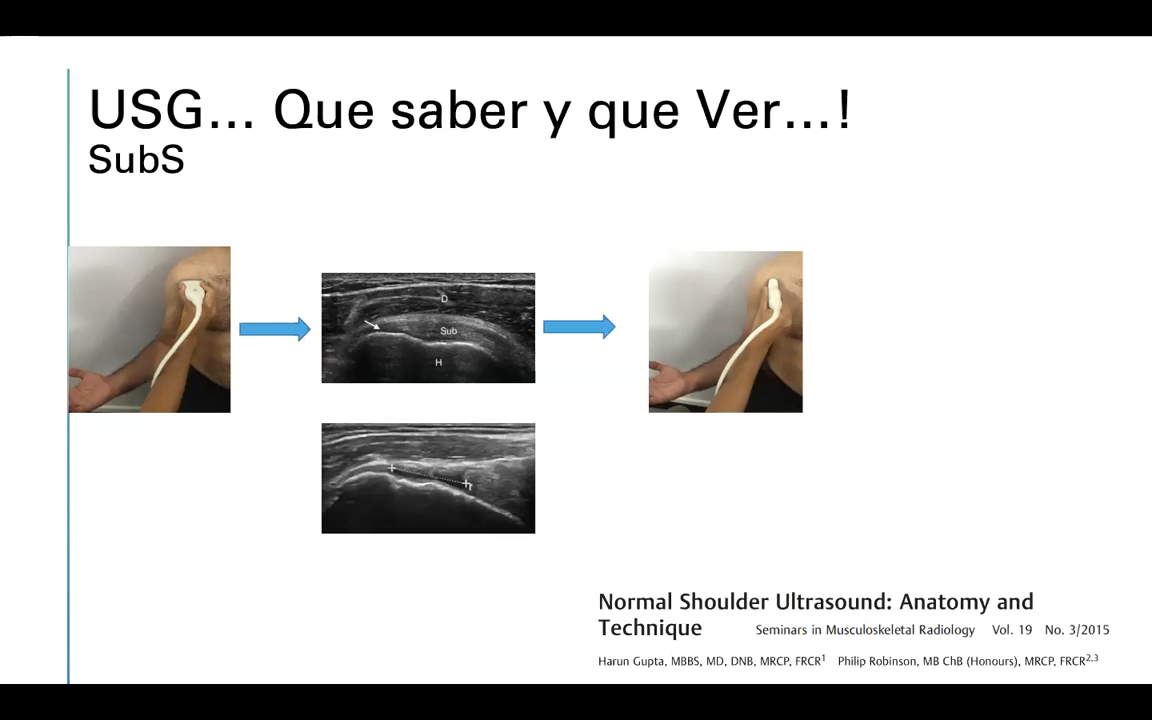 USG... Que saber y que Ver...!
SubS
D
Sub
H
Normal Shoulder Ultrasound: Anatomy and
Technique Seminars in Musculoskeletal Radiology Vol. 19 No. 3/2015
Harun Gupta, MBBS, MD, DNB, MRCP, FRCR1 Philip Robinson, MB ChB (Honours), MRCP, FRCR2,3